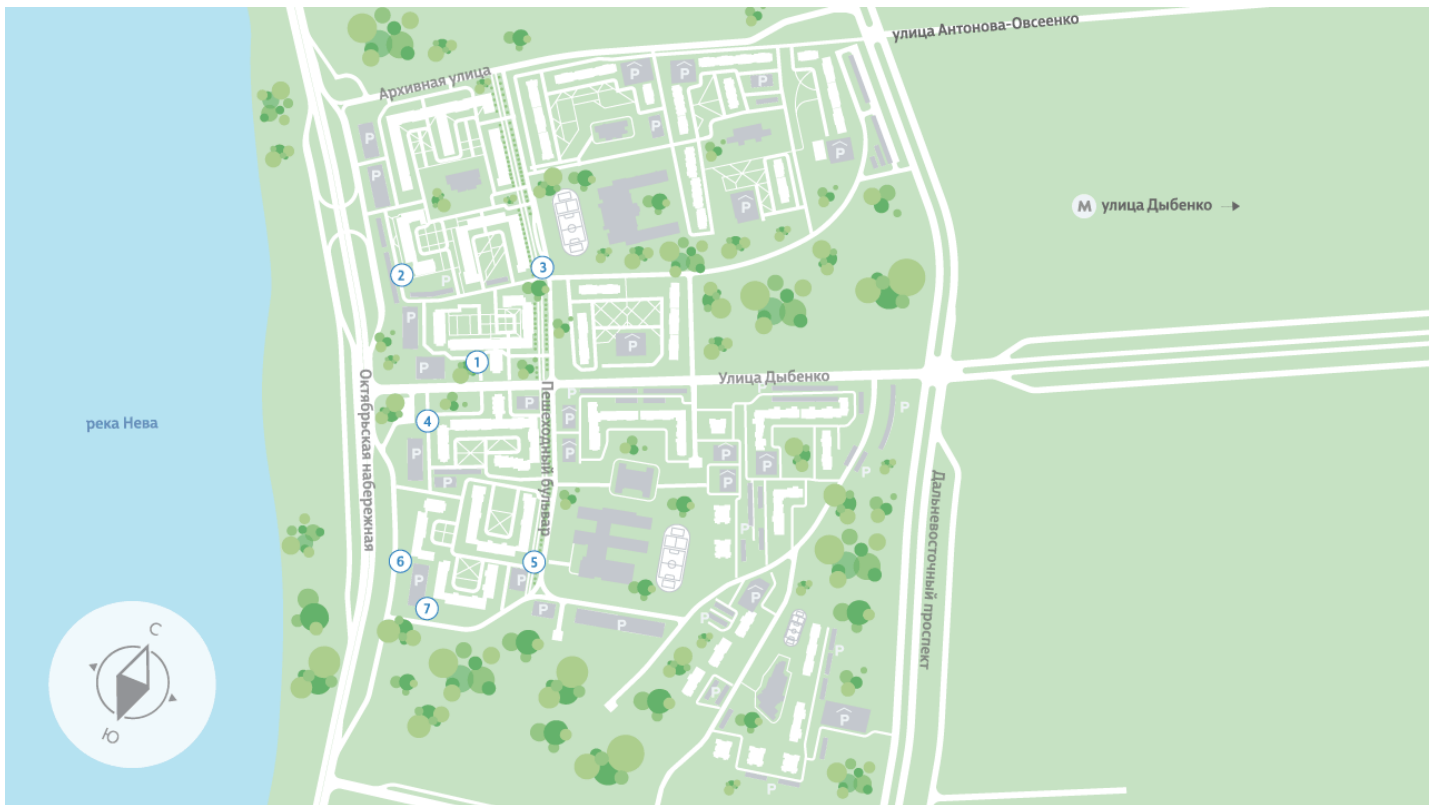 улица Антонова-Овсеенко
Архивная улица
P
P
P
P
P
P
P
P
M улица Дыбенко
P
2
3
P
P
P
1
P
Улица Дыбенко
P
Октябрьская набережная
Пешеходный бульвар
P
P
P
4
река Нева
P
P
P
P
P
P
P
Дальневосточный проспект
P
6
5
P
P
7
P
P
P
P
P
P
С
Ю